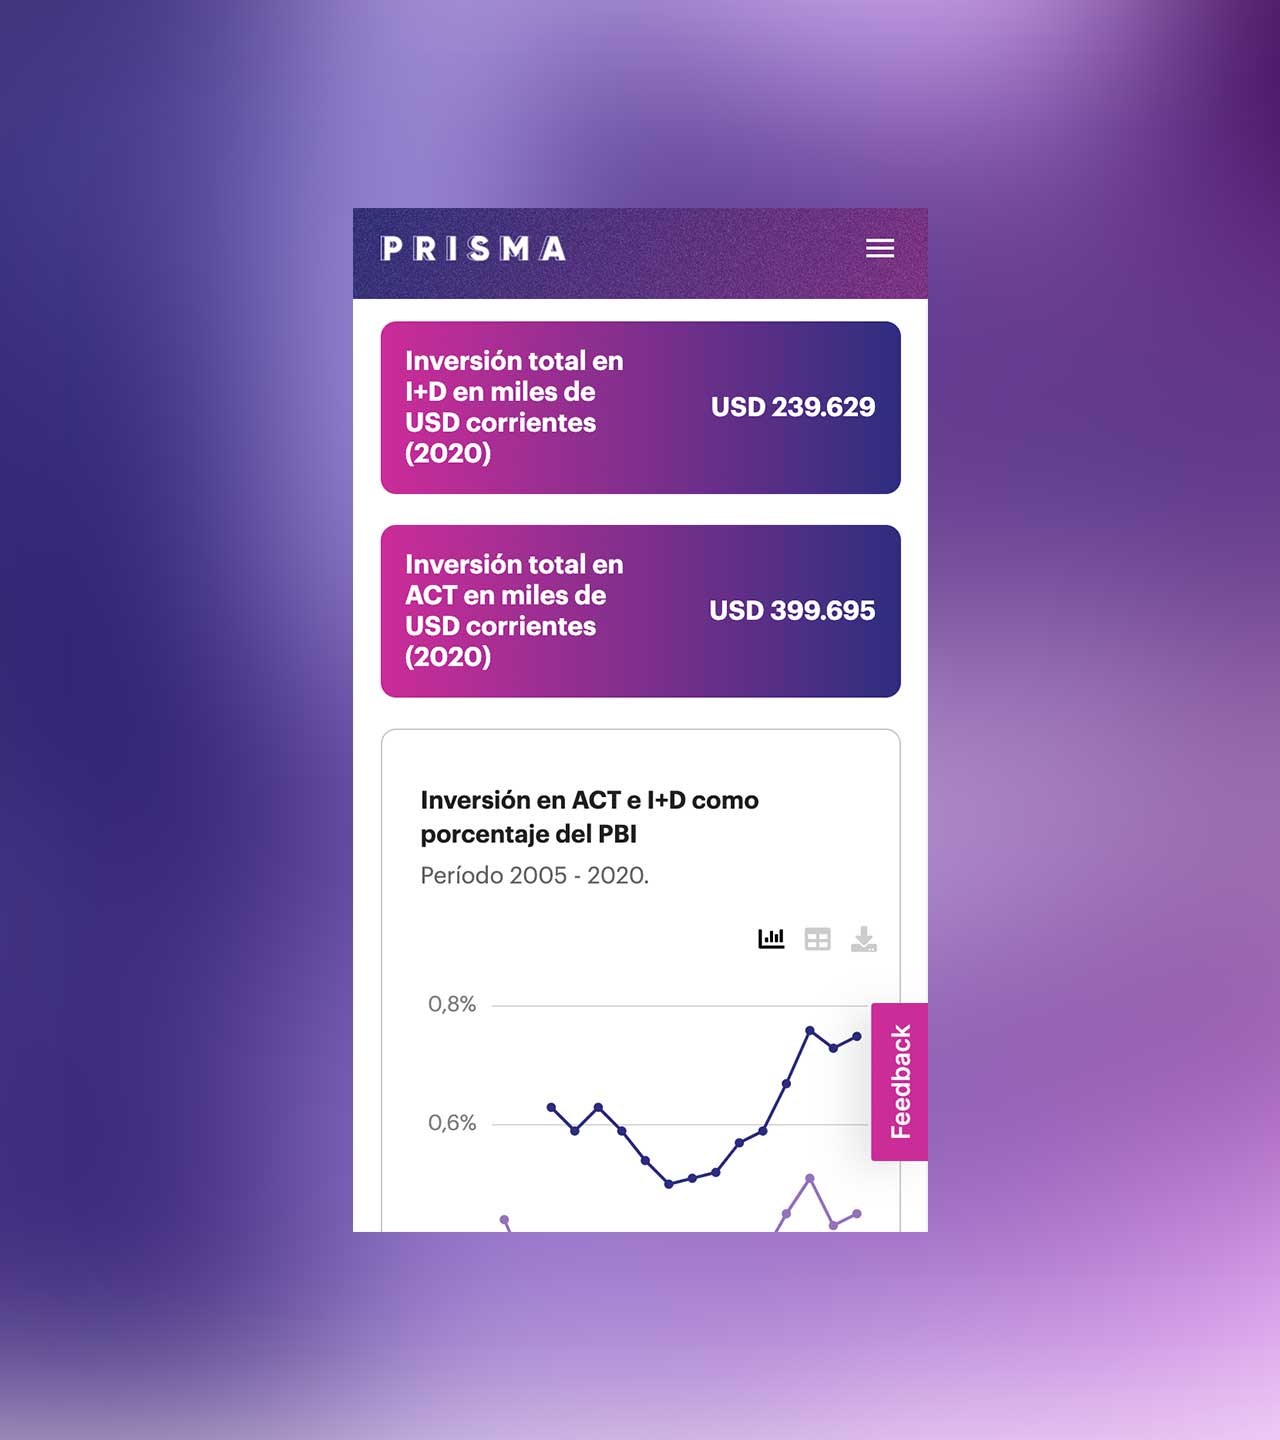 PRISMA
Inversión total en
I+D en miles de
USD corrientes
(2020)
USD 239.629
Inversión total en
ACT en miles de
USD corrientes
(2020)
USD 399.695
Inversión en ACT e I+D como
porcentaje del PBI
Período 2005 - 2020.
0,8%
0,6%
Feedback